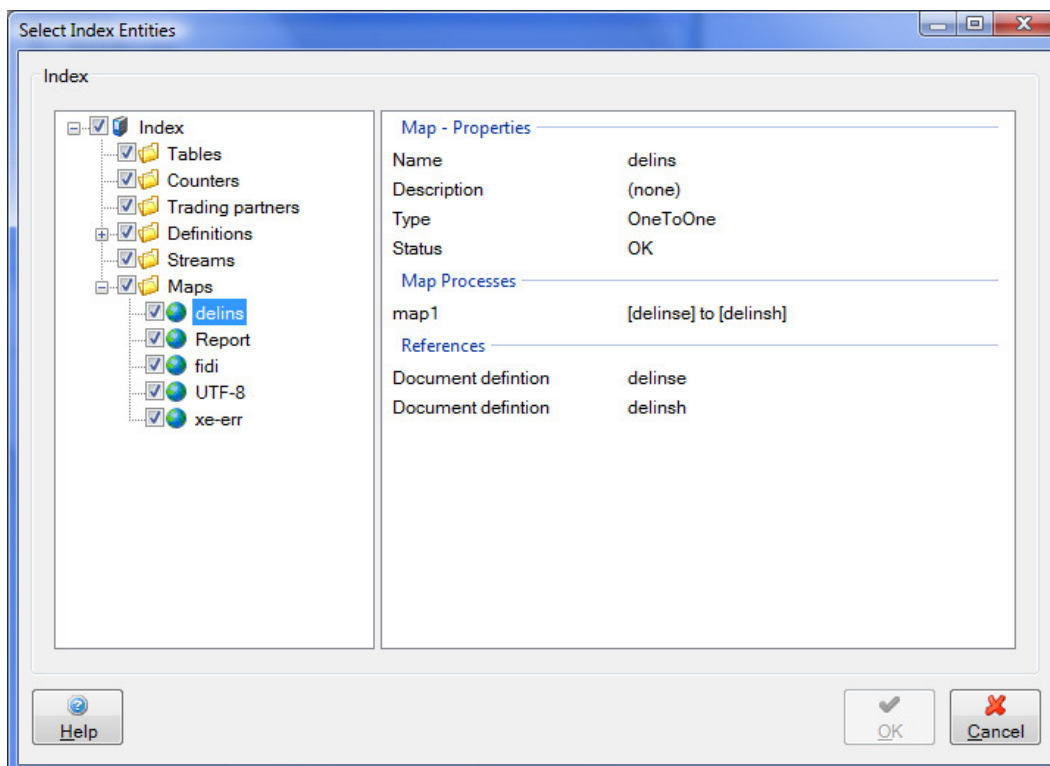 Select Index Entities
Index
Index
Tables
Counters
Trading partners
Definitions
Streams
Maps
delins
Report
fidi
UTF-8
xe-err
Map - Properties
Name delins
Description (none)
Type OneToOne
Status OK
Map Processes
map1 [delinse] to [delinsh]
References
Document defintion delinse
Document defintion delinsh
Help
OK
Cancel